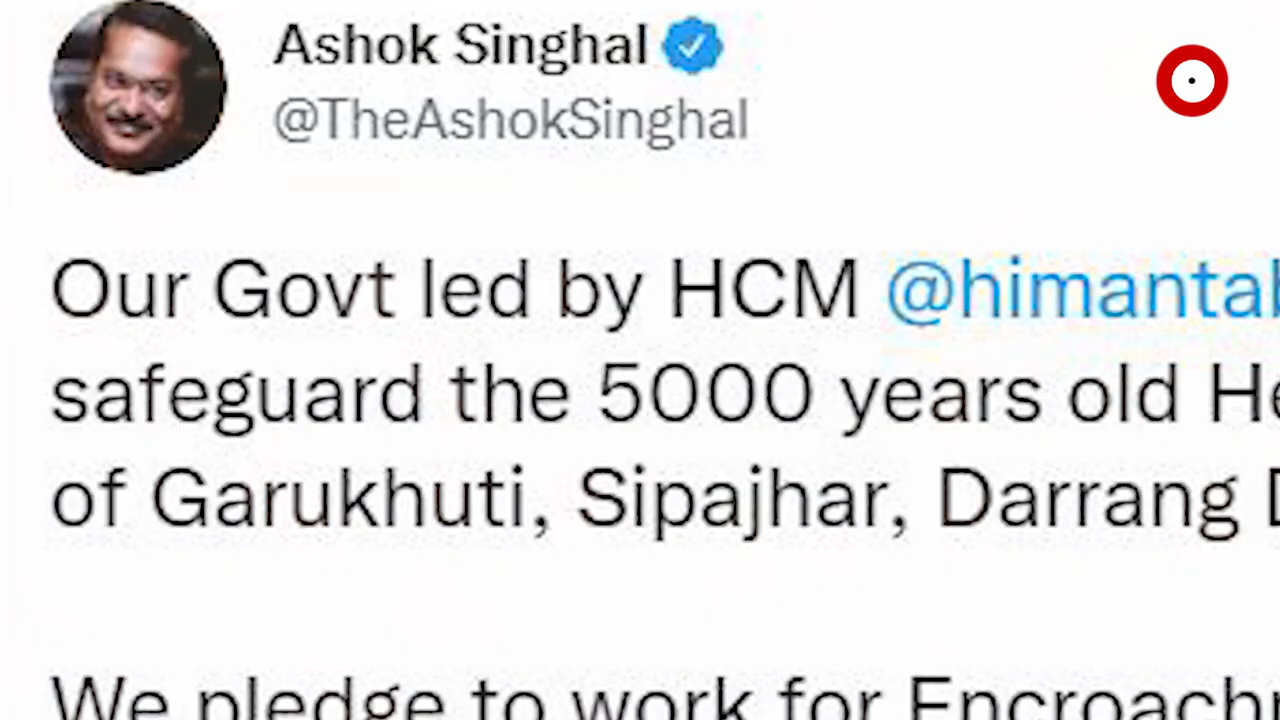 Ashok Singhal
@TheAshokSinghal
Our Govt led by HCM
safeguard the 5000 years old
of Garukhuti, Sipajhar, Darrang
We pledge to work for